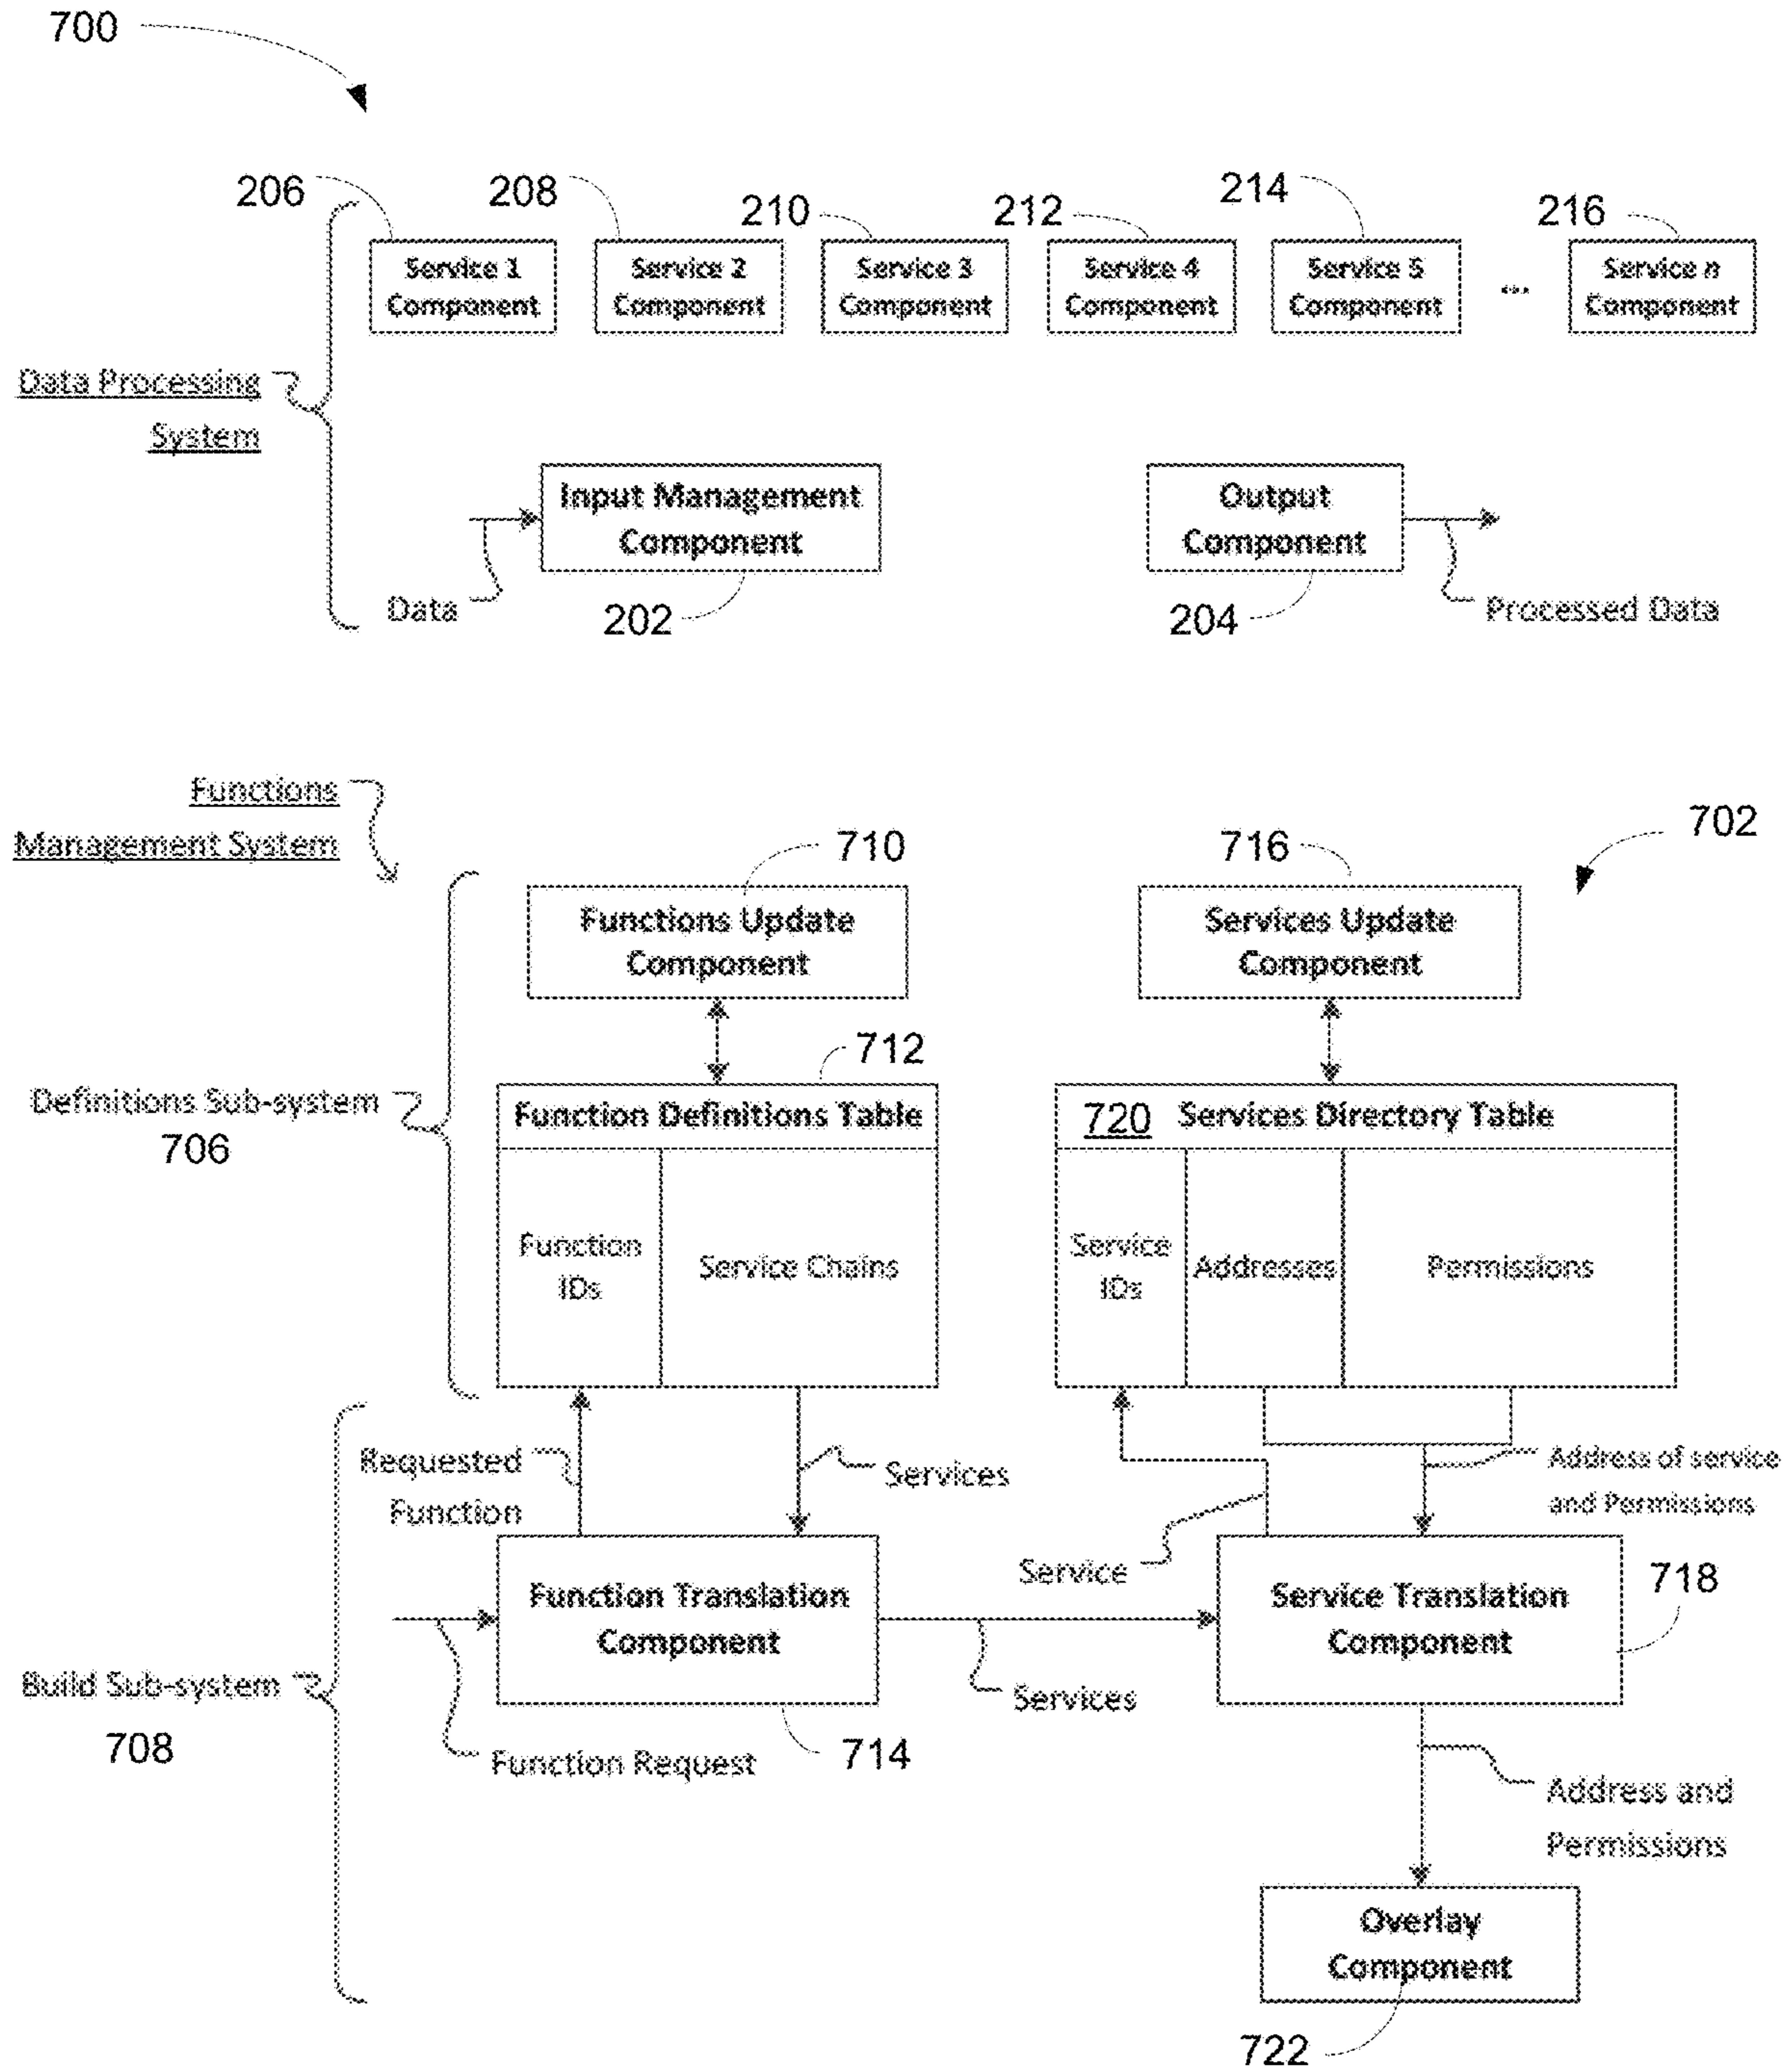 700
206
208
210
212
214
216
Service 1
Component
Service 2
Component
Service 3
Component
Service 4
Component
Service 5
Component
...
Service n
Component
Data Processing
System
Input Management
Component
Output
Component
Data
202
204
Processed Data
Functions
Management System
702
710
716
Functions Update
Component
Services Update
Component
712
Definitions Sub-system
706
Function Definitions Table
Function
IDs
Service Chains
720 Services Directory Table
Service
IDs
Addresses
Permissions
Requested
Function
Services
Address of service
and Permissions
Service
Function Translation
Component
Service Translation
Component
718
Build Sub-system
708
Services
Function Request
714
Address and
Permissions
Overlay
Component
722